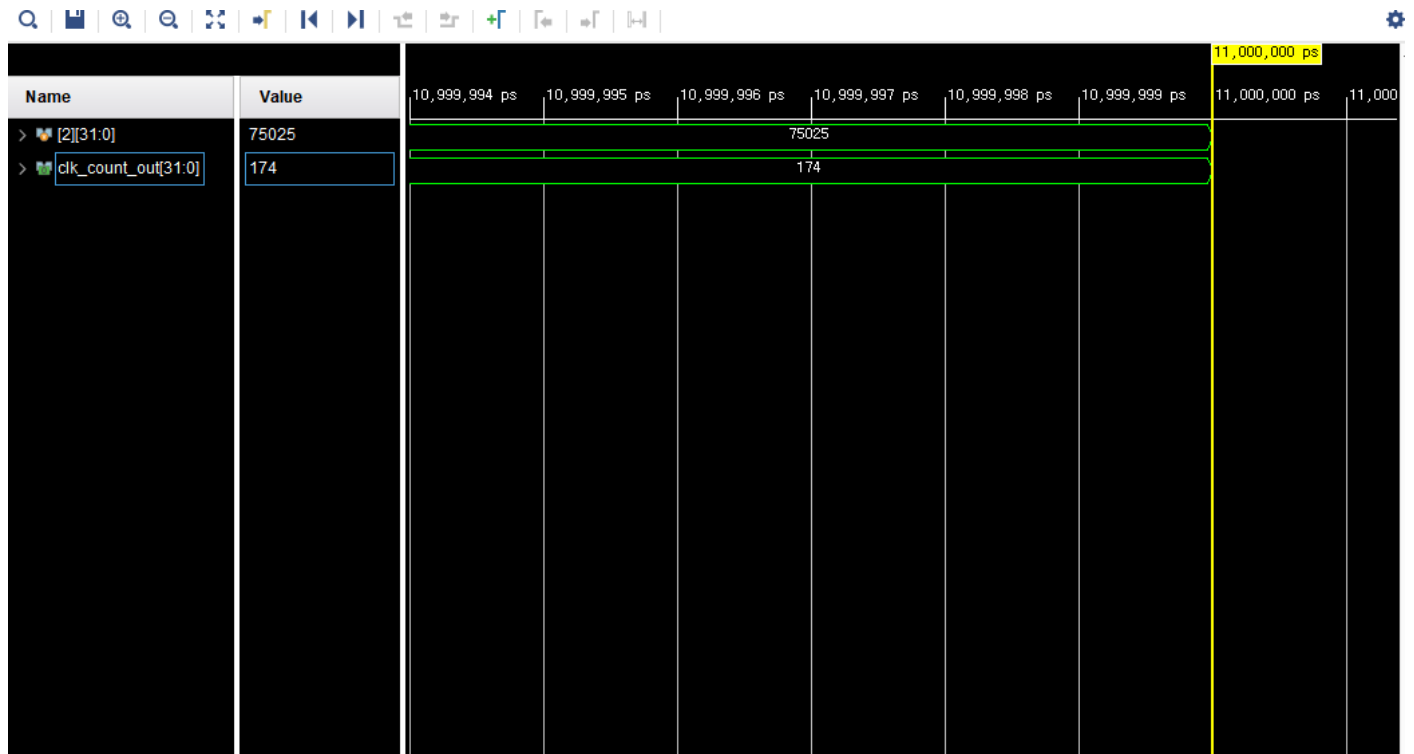 11,000,000 ps
Name Value 10,999,994 ps 10,999,995 ps 10,999,996 ps 10,999,997 ps 10,999,998 ps 10,999,999 ps 11,000,000 ps 11,000
[2][31:0] 75025 75025
clk_count_out[31:0] 174 174